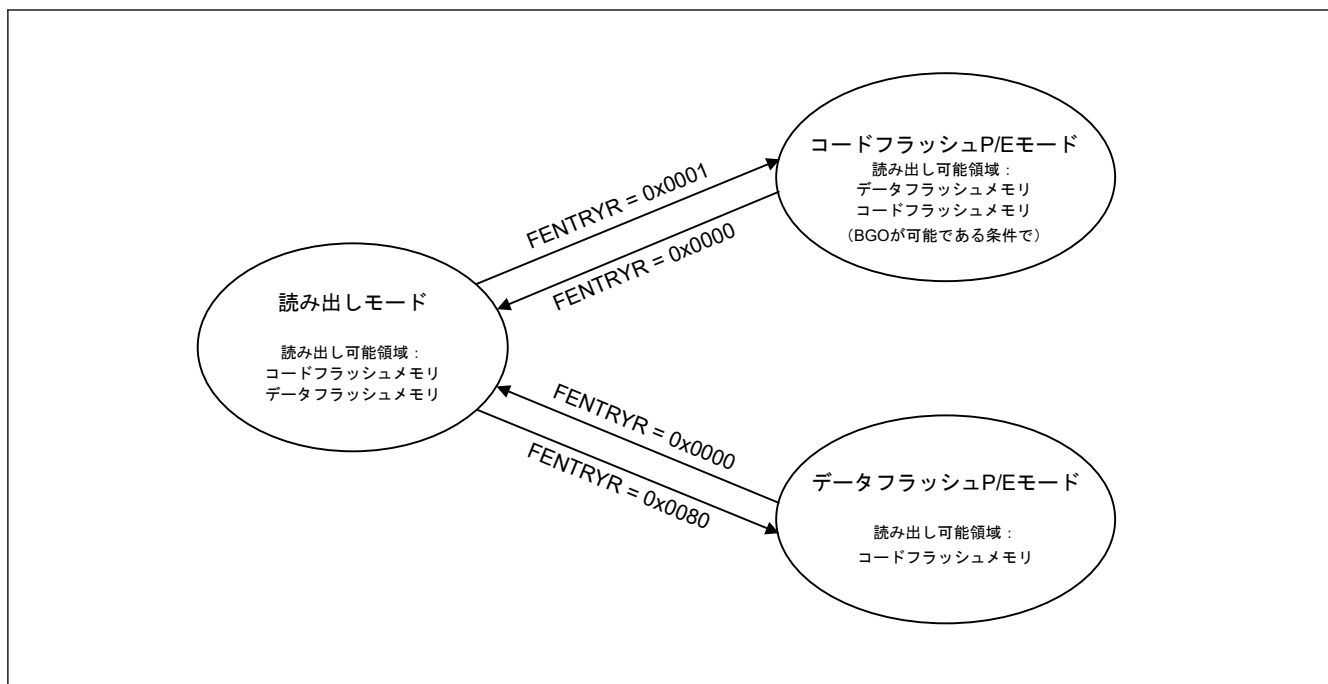 コードフラッシュP/Eモード
読み出し可能領域：
データフラッシュメモリ
コードフラッシュメモリ
（BGOが可能である条件で）
FENTRYR = 0x0001
FENTRYR = 0x0000
読み出しモード
読み出し可能領域：
コードフラッシュメモリ
データフラッシュメモリ
FENTRYR = 0x0000
FENTRYR = 0x0080
データフラッシュP/Eモード
読み出し可能領域：
コードフラッシュメモリ